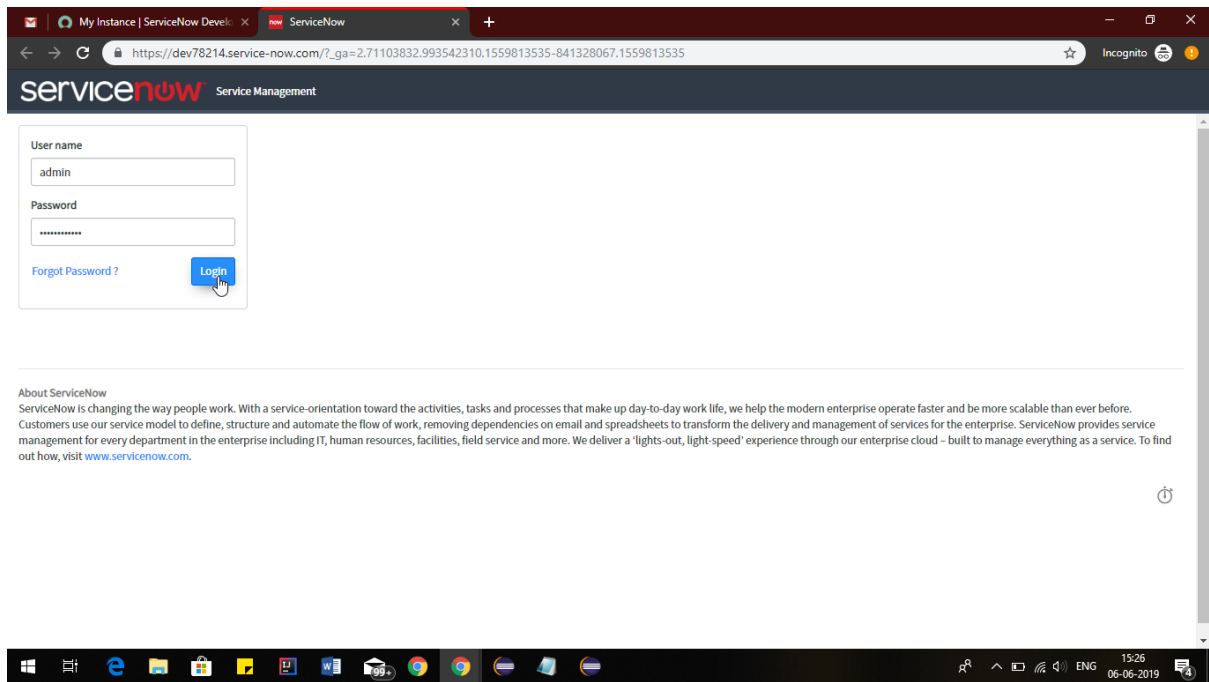 My Instance | ServiceNow Develo
now ServiceNow
https://dev78214.service-now.com/?_ga=2.71103832.993542310.1559813535-841328067.1559813535
Incognito
servicenow Service Management
User name
admin
Password
••••••••••••
Forgot Password ?
Login
About ServiceNow
ServiceNow is changing the way people work. With a service-orientation toward the activities, tasks and processes that make up day-to-day work life, we help the modern enterprise operate faster and be more scalable than ever before.
Customers use our service model to define, structure and automate the flow of work, removing dependencies on email and spreadsheets to transform the delivery and management of services for the enterprise. ServiceNow provides service
management for every department in the enterprise including IT, human resources, facilities, field service and more. We deliver a ‘lights-out, light-speed’ experience through our enterprise cloud – built to manage everything as a service. To find
out how, visit www.servicenow.com.
99+
ENG
15:26
06-06-2019
4